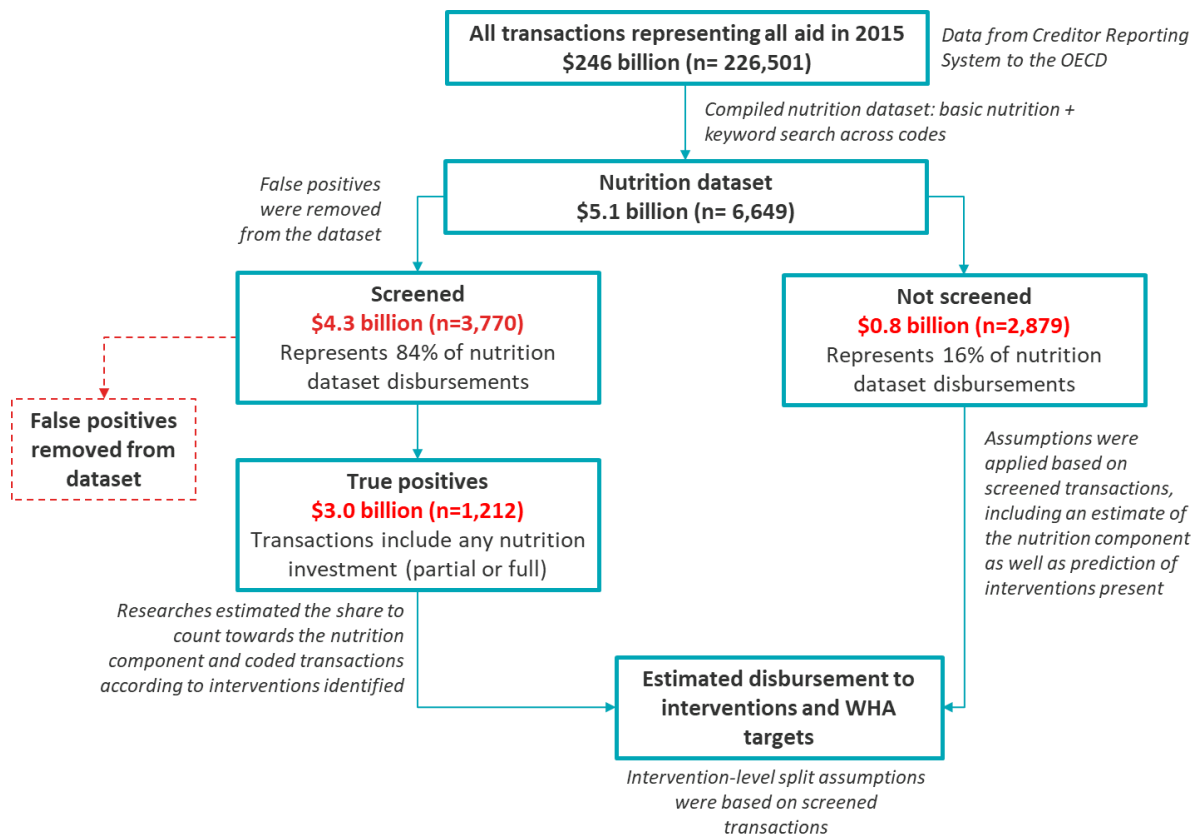 All transactions representing all aid in 2015
$246 billion (n= 226,501)
Data from Creditor Reporting
System to the OECD
Compiled nutrition dataset: basic nutrition +
keyword search across codes
Nutrition dataset
$5.1 billion (n= 6,649)
False positives
were removed
from the dataset
Screened
$4.3 billion (n=3,770)
Represents 84% of nutrition
dataset disbursements
Not screened
$0.8 billion (n=2,879)
Represents 16% of nutrition
dataset disbursements
False positives
removed from
dataset
True positives
$3.0 billion (n=1,212)
Transactions include any nutrition
investment (partial or full)
Assumptions were
applied based on
screened transactions,
including an estimate of
the nutrition component
as well as prediction of
interventions present
Researches estimated the share to
count towards the nutrition
component and coded transactions
according to interventions identified
Estimated disbursement to
interventions and WHA
targets
Intervention-level split assumptions
were based on screened
transactions